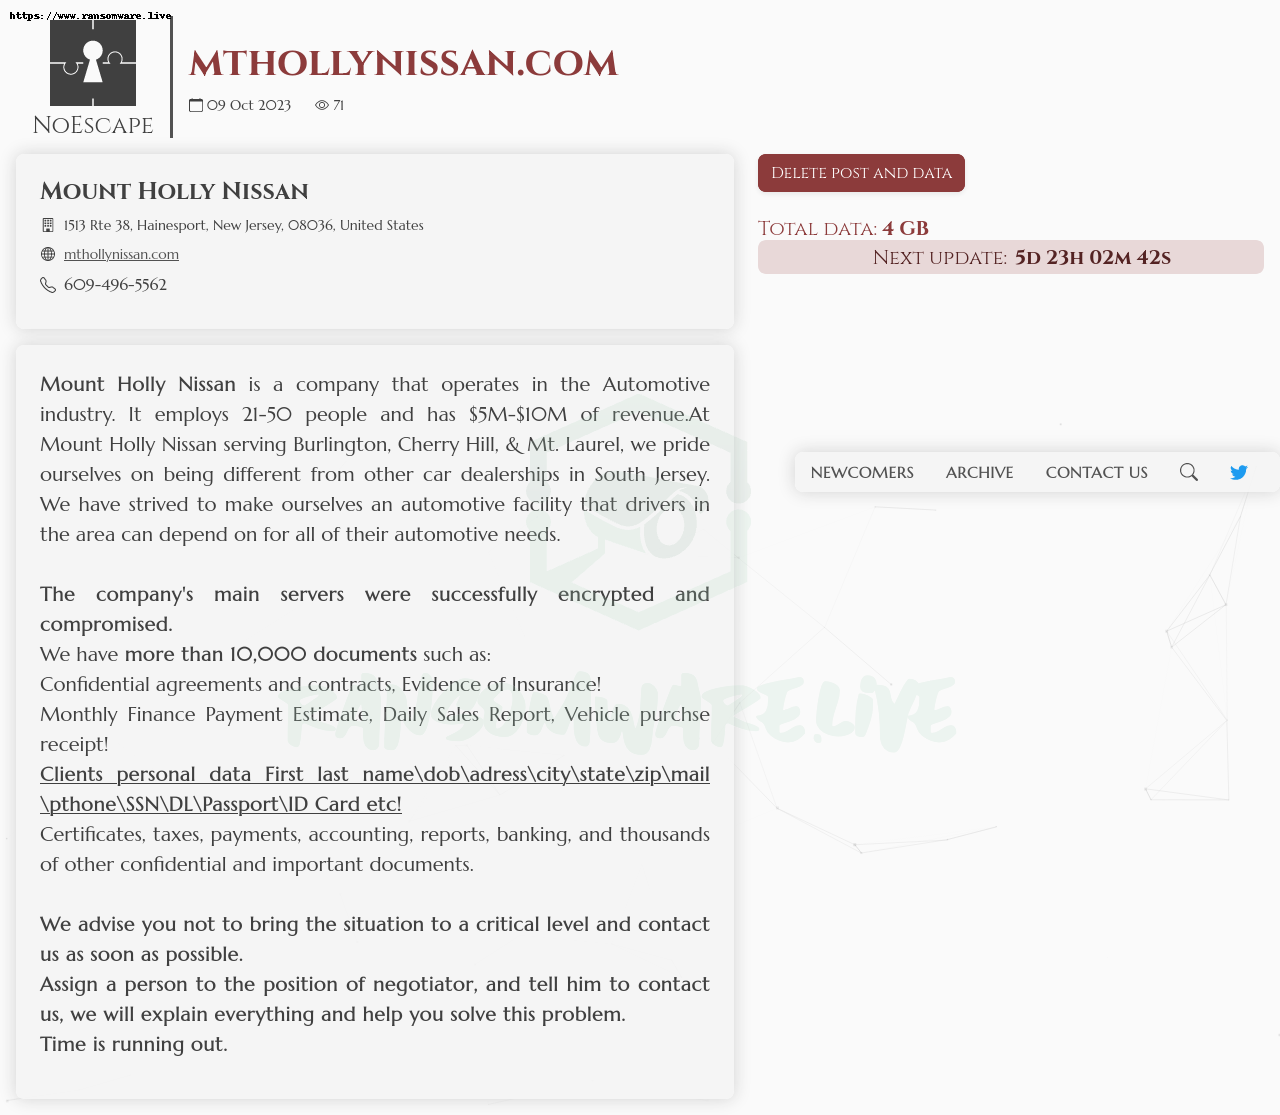 https://www.ransomware.live
NoEscape
mthollynissan.com
09 Oct 2023 71
Mount Holly Nissan
1513 Rte 38, Hainesport, New Jersey, 08036, United States
mthollynissan.com
609-496-5562
Delete post and data
Total data: 4 GB
Next update: 5d 23h 02m 42s
NEWCOMERS ARCHIVE CONTACT US
Mount Holly Nissan is a company that operates in the Automotive
industry. It employs 21-50 people and has $5M-$10M of revenue.At
Mount Holly Nissan serving Burlington, Cherry Hill, & Mt. Laurel, we pride
ourselves on being different from other car dealerships in South Jersey.
We have strived to make ourselves an automotive facility that drivers in
the area can depend on for all of their automotive needs.
The company's main servers were successfully encrypted and
compromised.
We have more than 10,000 documents such as:
Confidential agreements and contracts, Evidence of Insurance!
Monthly Finance Payment Estimate, Daily Sales Report, Vehicle purchse
receipt!
Clients personal data First last name\dob\adress\city\state\zip\mail
\pthone\SSN\DL\Passport\ID Card etc!
Certificates, taxes, payments, accounting, reports, banking, and thousands
of other confidential and important documents.
We advise you not to bring the situation to a critical level and contact
us as soon as possible.
Assign a person to the position of negotiator, and tell him to contact
us, we will explain everything and help you solve this problem.
Time is running out.
RANSOMWARE.LIVE